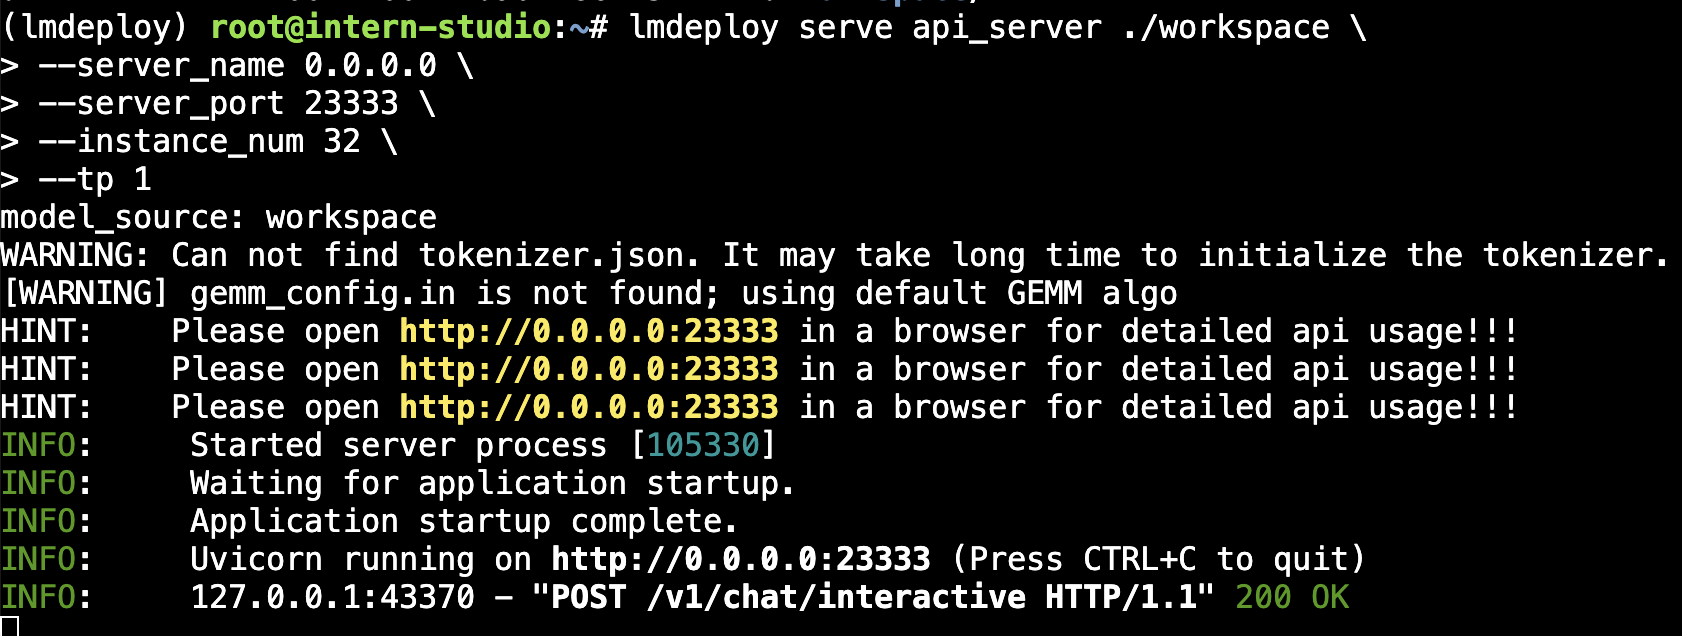 (lmdeploy) root@intern-studio:~# lmdeploy serve api_server ./workspace \
> --server_name 0.0.0.0 \
> --server_port 23333 \
> --instance_num 32 \
> --tp 1
model_source: workspace
WARNING: Can not find tokenizer.json. It may take long time to initialize the tokenizer.
[WARNING] gemm_config.in is not found; using default GEMM algo
HINT:    Please open http://0.0.0.0:23333 in a browser for detailed api usage!!!
HINT:    Please open http://0.0.0.0:23333 in a browser for detailed api usage!!!
HINT:    Please open http://0.0.0.0:23333 in a browser for detailed api usage!!!
INFO:     Started server process [105330]
INFO:     Waiting for application startup.
INFO:     Application startup complete.
INFO:     Uvicorn running on http://0.0.0.0:23333 (Press CTRL+C to quit)
INFO:     127.0.0.1:43370 - "POST /v1/chat/interactive HTTP/1.1" 200 OK